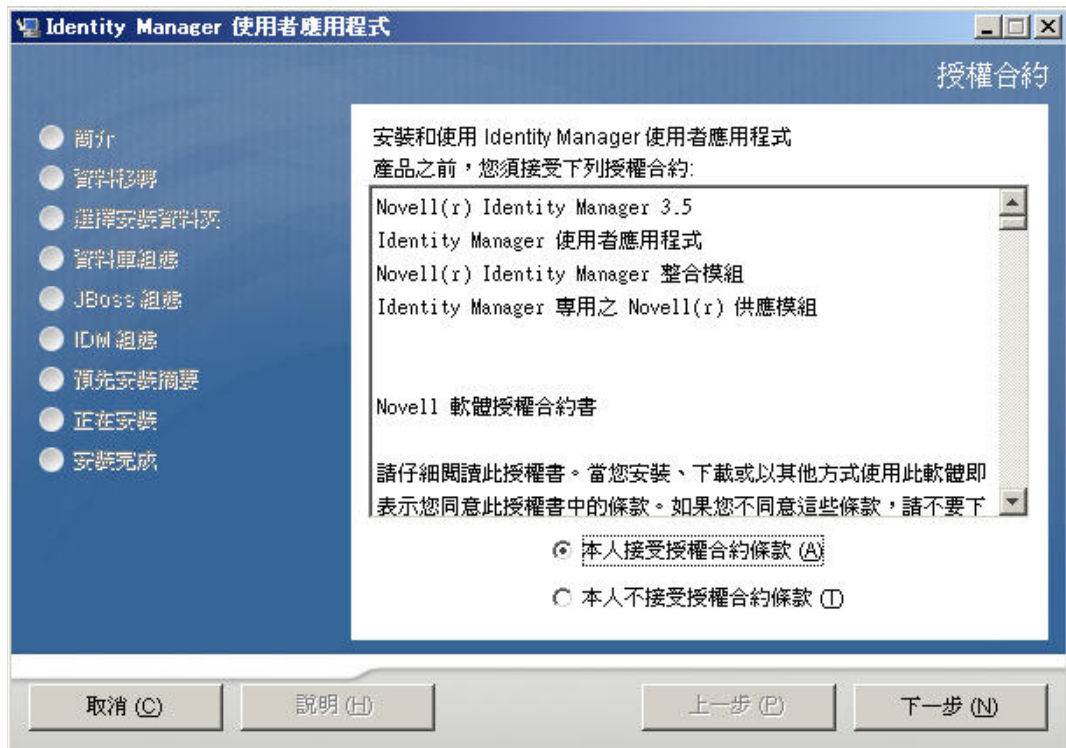 Identity Manager 使用者應用程式
授權合約
簡介
資料移轉
選擇安裝資料夾
資料庫組態
JBoss 組態
IDM 組態
預先安裝摘要
正在安裝
安裝完成
安裝和使用 Identity Manager 使用者應用程式
產品之前，您須接受下列授權合約:
Novell(r) Identity Manager 3.5
Identity Manager 使用者應用程式
Novell(r) Identity Manager 整合模組
Identity Manager 專用之 Novell(r) 供應模組
Novell 軟體授權合約書
請仔細閱讀此授權書。當您安裝、下載或以其他方式使用此軟體即
表示您同意此授權書中的條款。如果您不同意這些條款，請不要下
本人接受授權合約條款 (A)
本人不接受授權合約條款 (T)
取消 (C)
說明 (H)
上一步 (P)
下一步 (N)